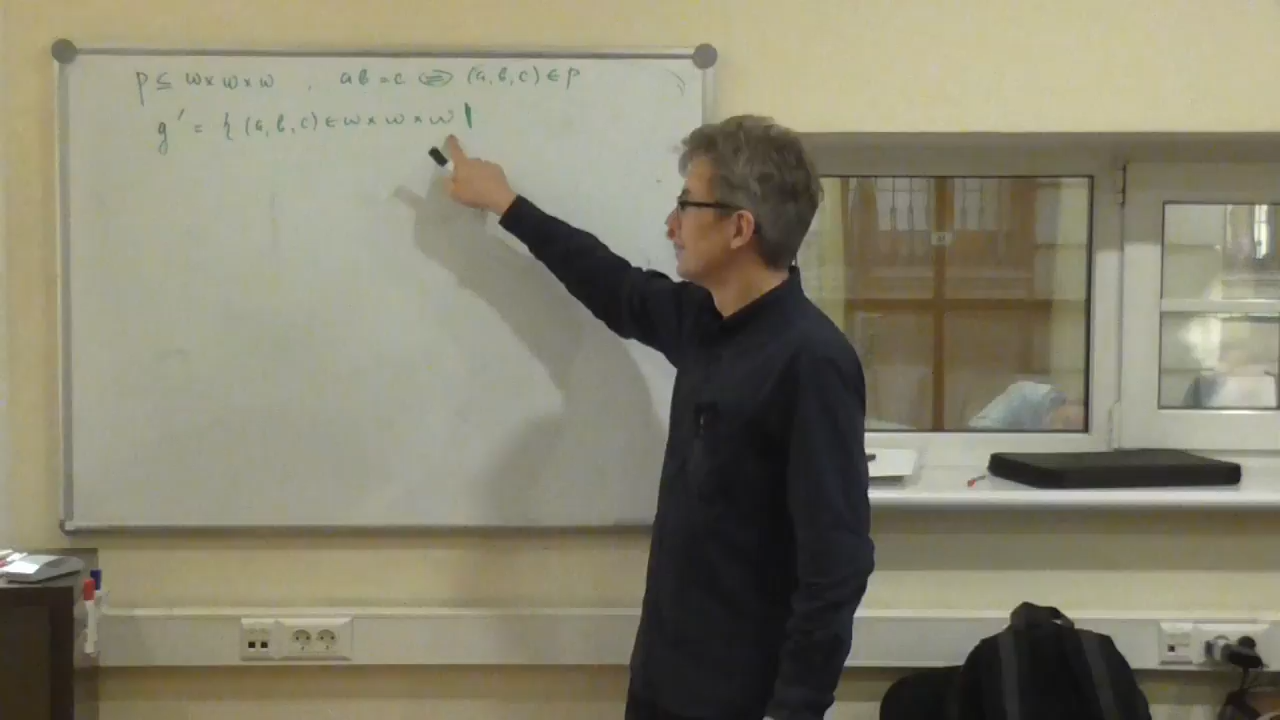 p ⊆ ω × ω × ω , ab = c ⇔ (a, b, c) ∈ p
g' = { (a, b, c) ∈ ω × ω × ω |